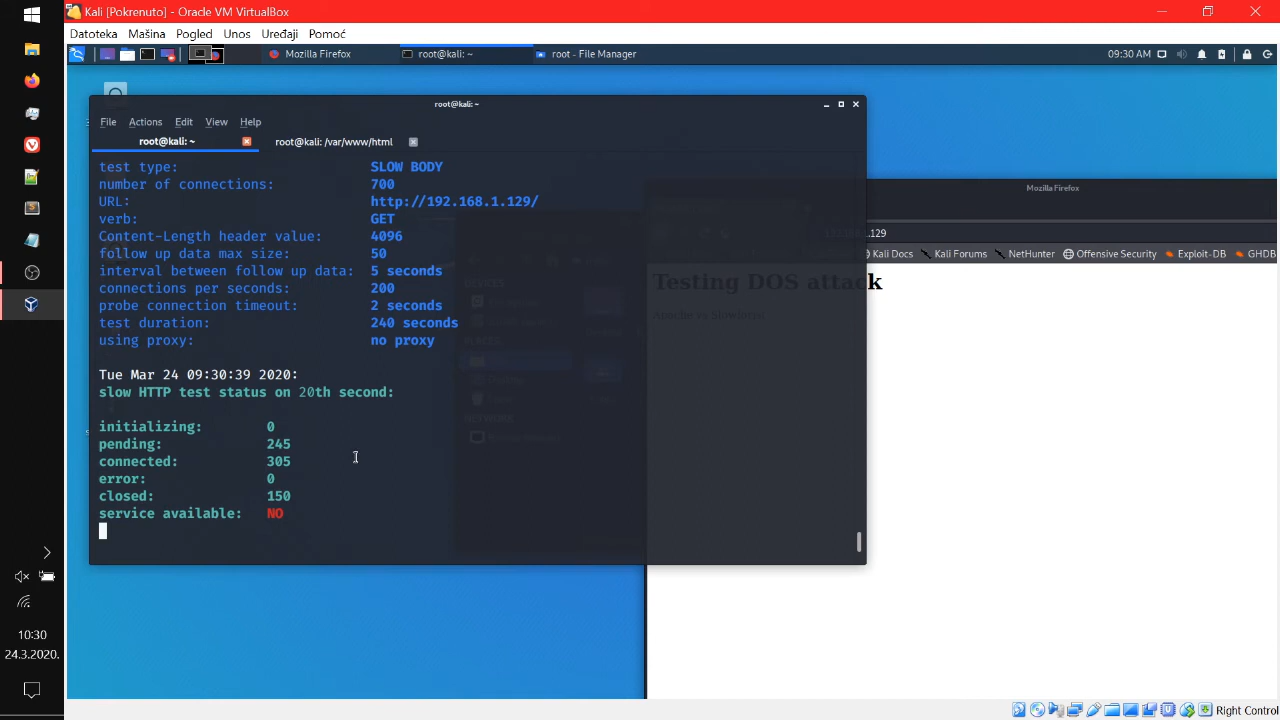 Kali [Pokrenuto] - Oracle VM VirtualBox
Datoteka Mašina Pogled Unos Uređaji Pomoć
Mozilla Firefox root@kali: ~ root - File Manager 09:30 AM
root@kali: ~
File Actions Edit View Help
root@kali: ~ root@kali: /var/www/html
test type: SLOW BODY
number of connections: 700
URL: http://192.168.1.129/
verb: GET
Content-Length header value: 4096
follow up data max size: 50
interval between follow up data: 5 seconds
connections per seconds: 200
probe connection timeout: 2 seconds
test duration: 240 seconds
using proxy: no proxy
Tue Mar 24 09:30:39 2020:
slow HTTP test status on 20th second:
initializing: 0
pending: 245
connected: 305
error: 0
closed: 150
service available: NO
Mozilla Firefox
.129
Kali Docs Kali Forums NetHunter Offensive Security Exploit-DB GHDB
Testing DOS attack
DEVICES
PLACES
Desktop
NETWORK
10:30
24.3.2020.
Right Control